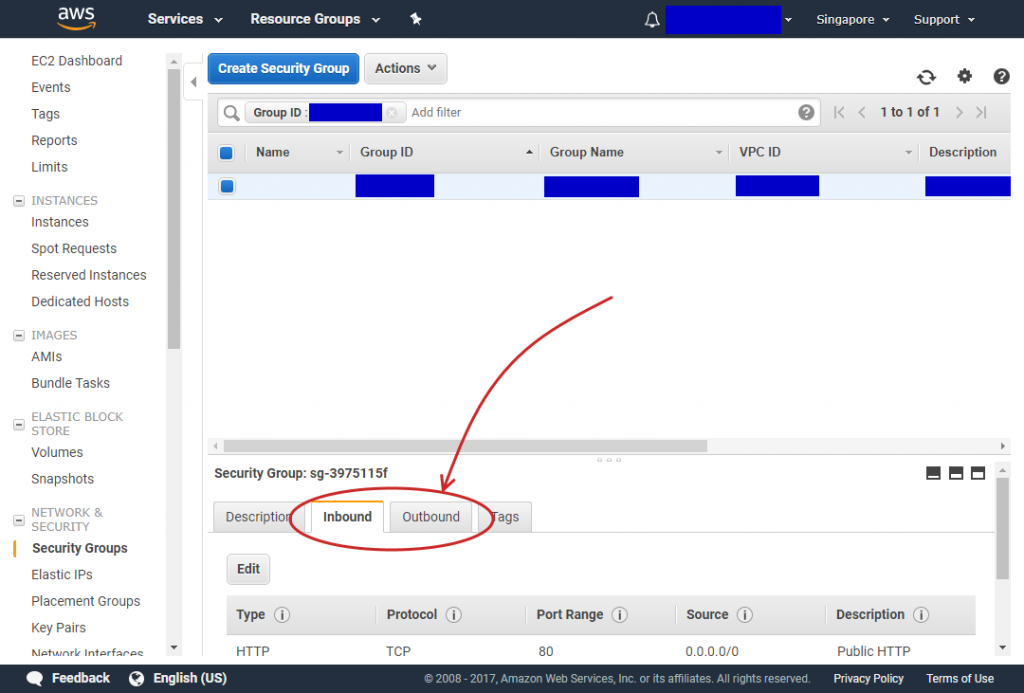 aws Services Resource Groups Singapore Support
EC2 Dashboard
Events
Tags
Reports
Limits
INSTANCES
Instances
Spot Requests
Reserved Instances
Dedicated Hosts
IMAGES
AMIs
Bundle Tasks
ELASTIC BLOCK
STORE
Volumes
Snapshots
NETWORK &
SECURITY
Security Groups
Elastic IPs
Placement Groups
Key Pairs
Network Interfaces
Create Security Group Actions
Group ID : Add filter 1 to 1 of 1
Name Group ID Group Name VPC ID Description
Security Group: sg-3975115f
Description Inbound Outbound Tags
Edit
Type Protocol Port Range Source Description
HTTP TCP 80 0.0.0.0/0 Public HTTP
Feedback English (US) © 2008 - 2017, Amazon Web Services, Inc. or its affiliates. All rights reserved. Privacy Policy Terms of Use